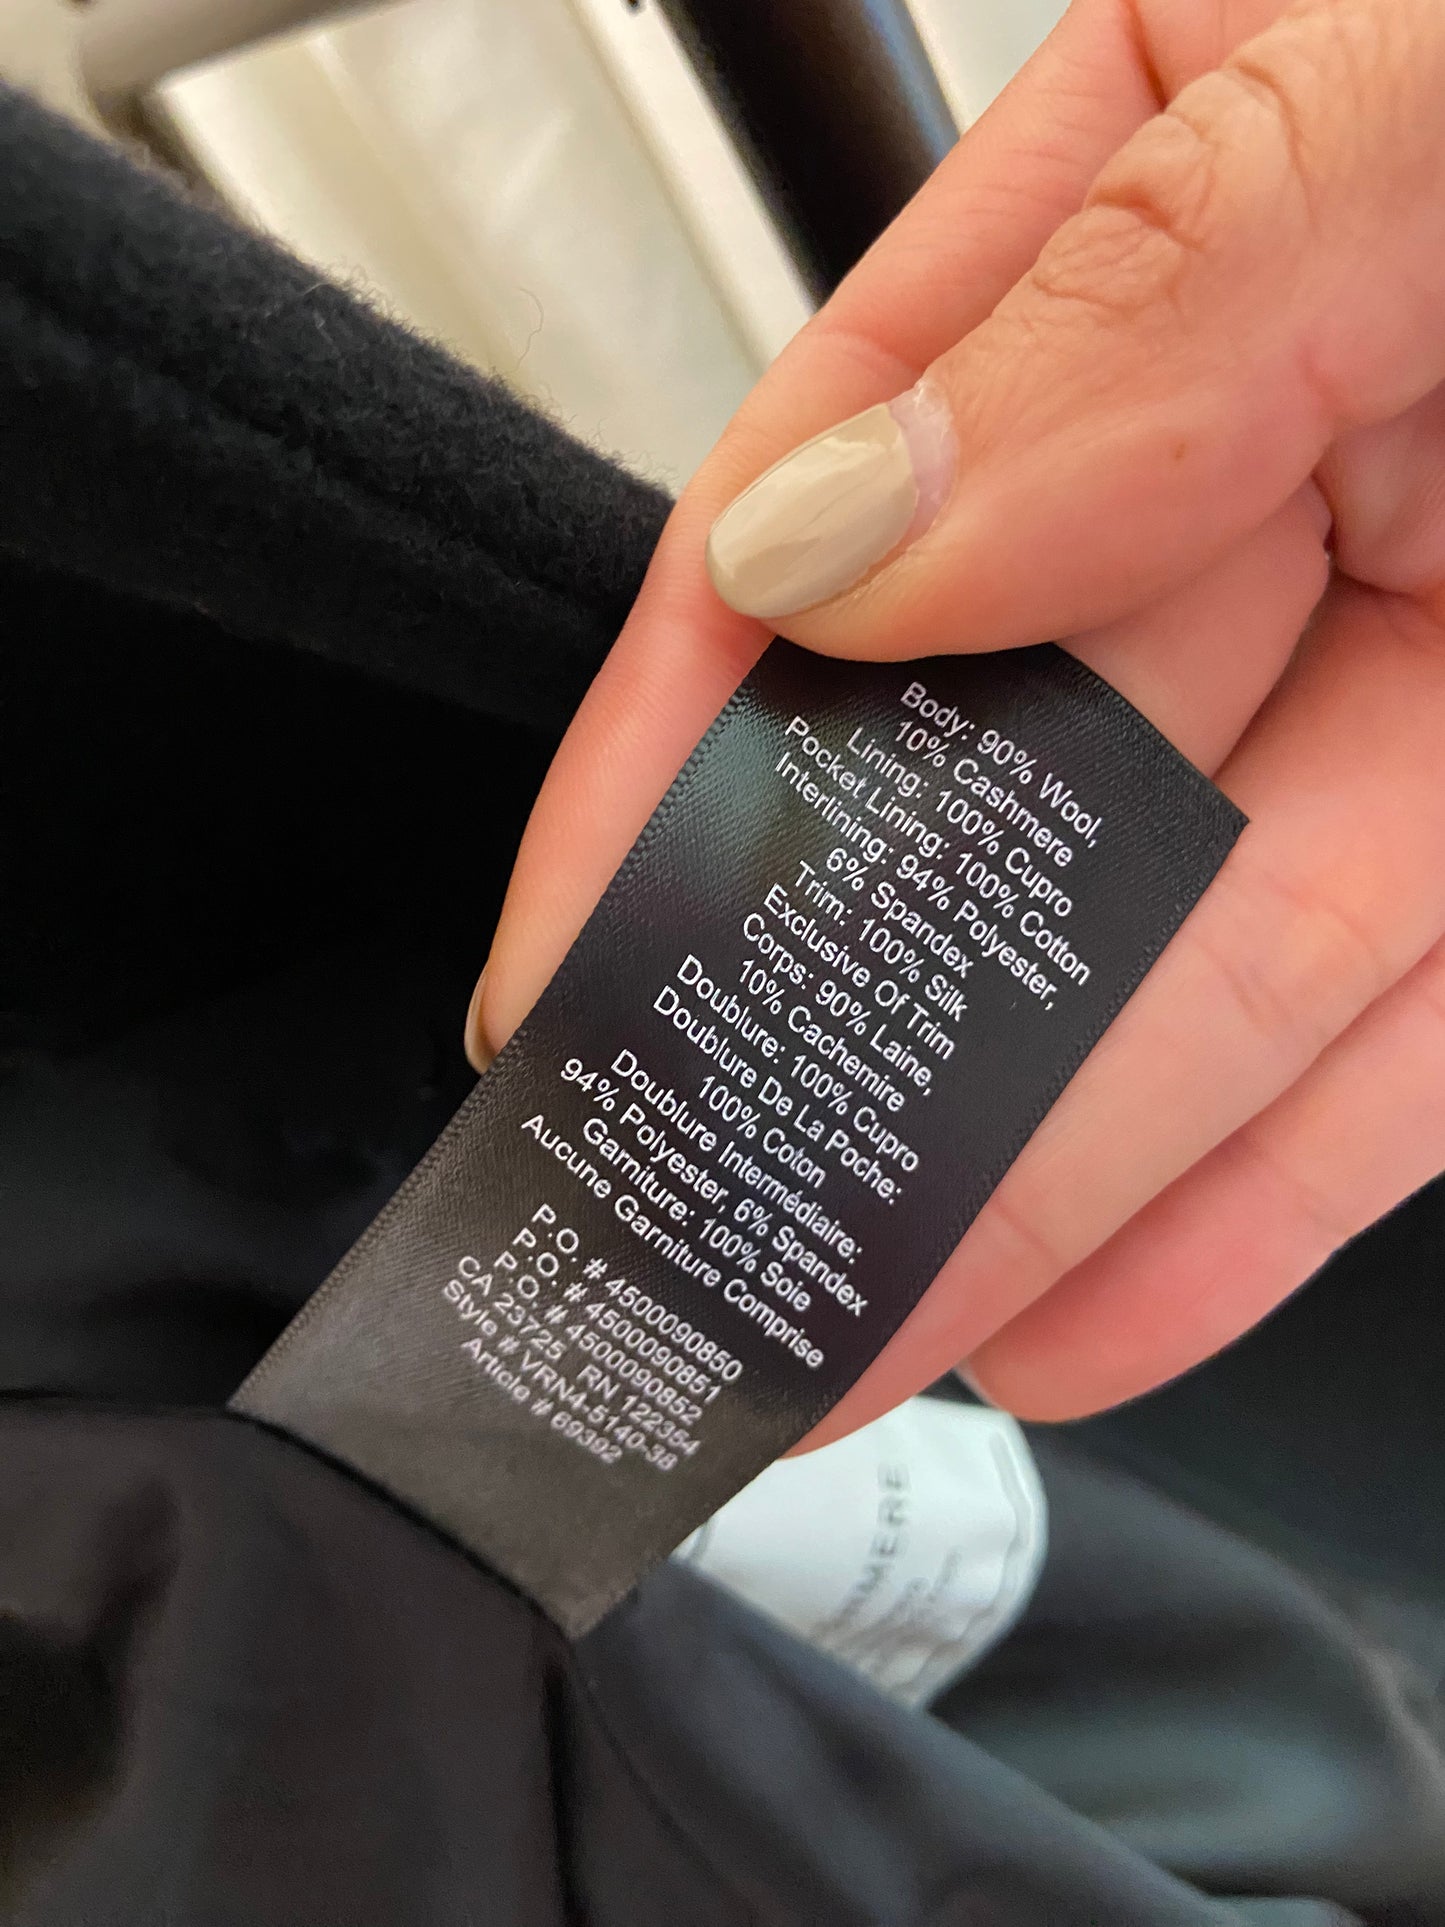 Body: 90% Wool,
10% Cashmere
Lining: 100% Cupro
Pocket Lining: 100% Cotton
Interlining: 94% Polyester,
6% Spandex
Trim: 100% Silk
Exclusive Of Trim
Corps: 90% Laine,
10% Cachemire
Doublure: 100% Cupro
Doublure De La Poche:
100% Coton
Doublure Intermédiaire:
94% Polyester, 6% Spandex
Garniture: 100% Soie
Aucune Garniture Comprise
P.O. # 4500090850
P.O. # 4500090851
P.O. # 4500090852
CA 23725 RN 122354
Style # VRN4-5140-38
Article # 69392